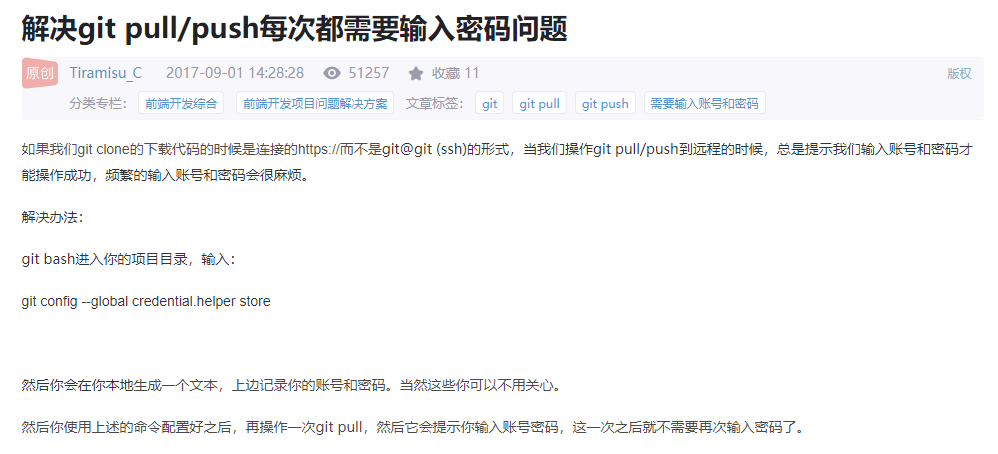 解决git pull/push每次都需要输入密码问题
原创 Tiramisu_C 2017-09-01 14:28:28 51257 收藏 11 版权
分类专栏： 前端开发综合 前端开发项目问题解决方案 文章标签： git git pull git push 需要输入账号和密码
如果我们git clone的下载代码的时候是连接的https://而不是git@git (ssh)的形式，当我们操作git pull/push到远程的时候，总是提示我们输入账号和密码才
能操作成功，频繁的输入账号和密码会很麻烦。
解决办法：
git bash进入你的项目目录，输入：
git config --global credential.helper store
然后你会在你本地生成一个文本，上边记录你的账号和密码。当然这些你可以不用关心。
然后你使用上述的命令配置好之后，再操作一次git pull，然后它会提示你输入账号密码，这一次之后就不需要再次输入密码了。